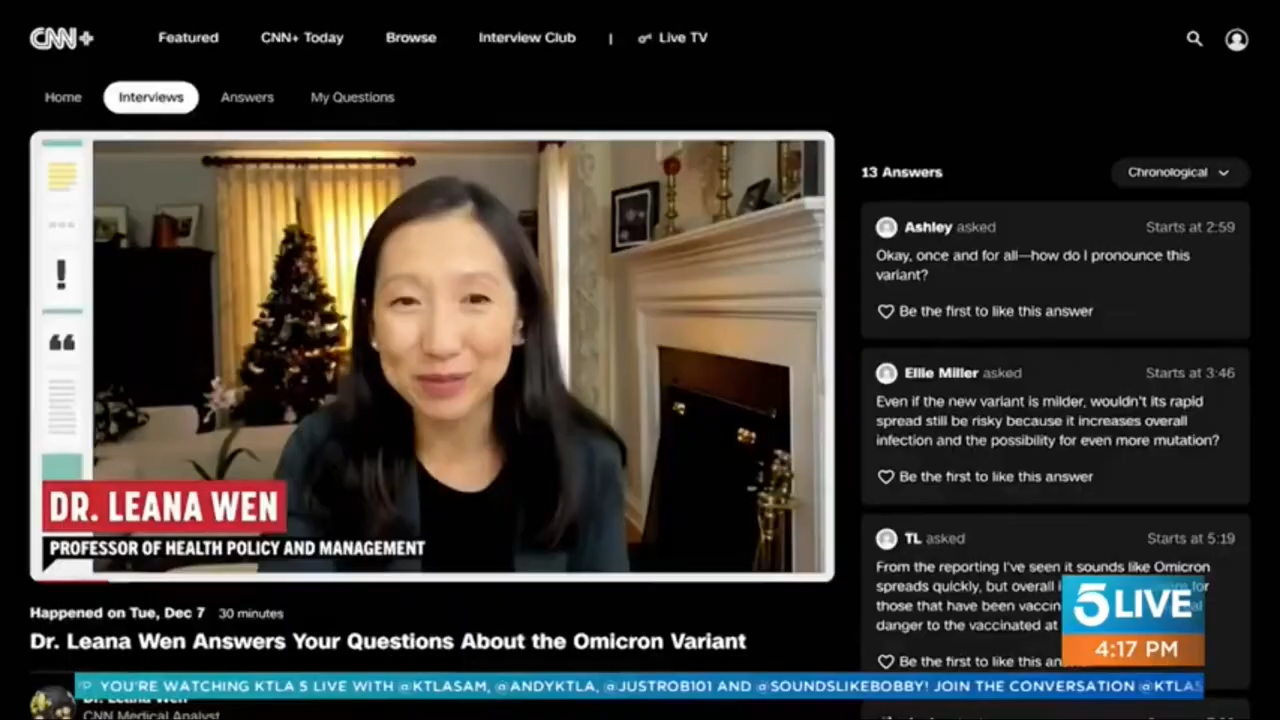 CNN+
Featured
CNN+ Today
Browse
Interview Club
|
Live TV
Home
Interviews
Answers
My Questions
13 Answers
Chronological
Ashley asked
Starts at 2:59
Okay, once and for all—how do I pronounce this
variant?
Be the first to like this answer
Ellie Miller asked
Starts at 3:46
Even if the new variant is milder, wouldn't its rapid
spread still be risky because it increases overall
infection and the possibility for even more mutation?
Be the first to like this answer
TL asked
Starts at 5:19
From the reporting I've seen it sounds like Omicron
spreads quickly, but overall
for
those that have been
danger to the vaccinated at
Be the first to like this
DR. LEANA WEN
PROFESSOR OF HEALTH POLICY AND MANAGEMENT
Happened on Tue, Dec 7
30 minutes
Dr. Leana Wen Answers Your Questions About the Omicron Variant
5 LIVE
4:17 PM
YOU'RE WATCHING KTLA 5 LIVE WITH @KTLASAM, @ANDYKTLA, @JUSTROB101 AND @SOUNDSLIKEBOBBY! JOIN THE CONVERSATION
Dr. Leana Wen
CNN Medical Analyst